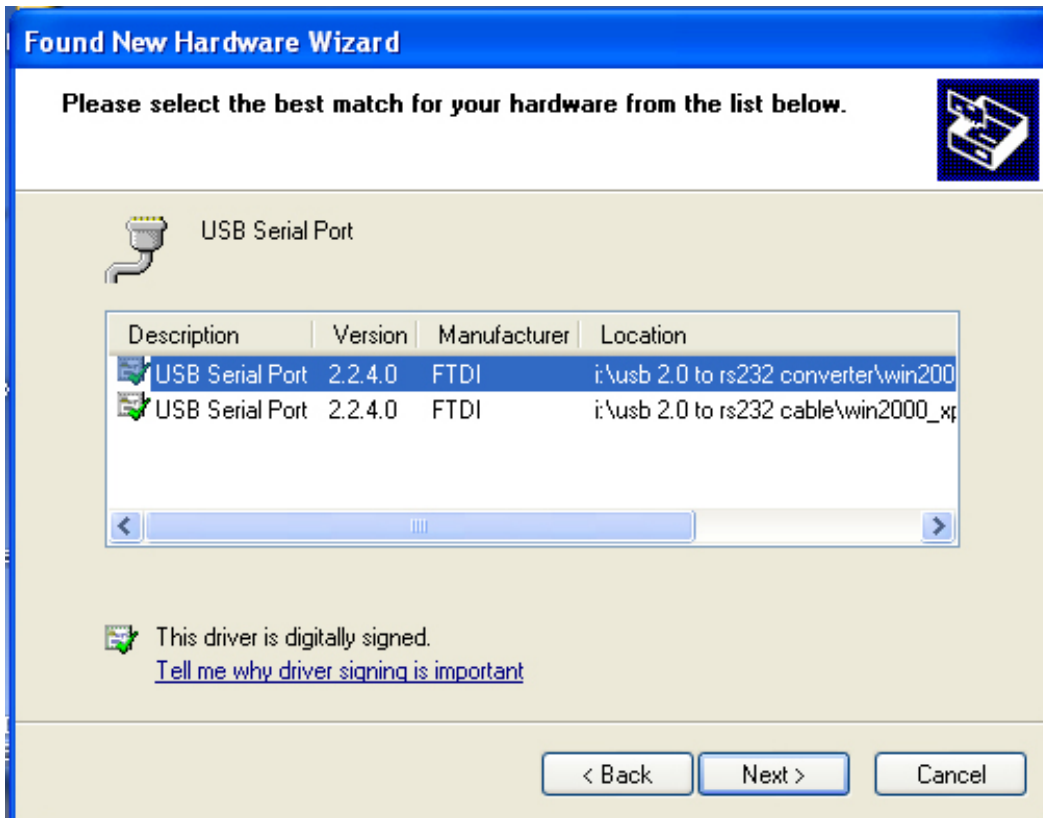 Found New Hardware Wizard
Please select the best match for your hardware from the list below.
USB Serial Port
Description Version Manufacturer Location
USB Serial Port 2.2.4.0 FTDI i:\usb 2.0 to rs232 converter\win200
USB Serial Port 2.2.4.0 FTDI i:\usb 2.0 to rs232 cable\win2000_xp
This driver is digitally signed.
Tell me why driver signing is important
< Back Next > Cancel